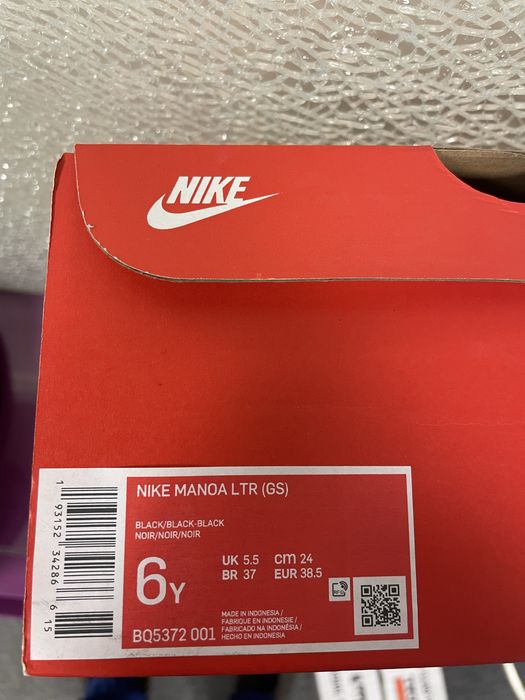 NIKE
NIKE MANOA LTR (GS)
BLACK/BLACK-BLACK
NOIR/NOIR/NOIR
6Y
UK 5.5 cm 24
BR 37 EUR 38.5
MADE IN INDONESIA /
FABRIQUE EN INDONESIE /
FABRICADO NA INDONÉSIA /
HECHO EN INDONESIA
BQ5372 001
1 93152 34286 6 15